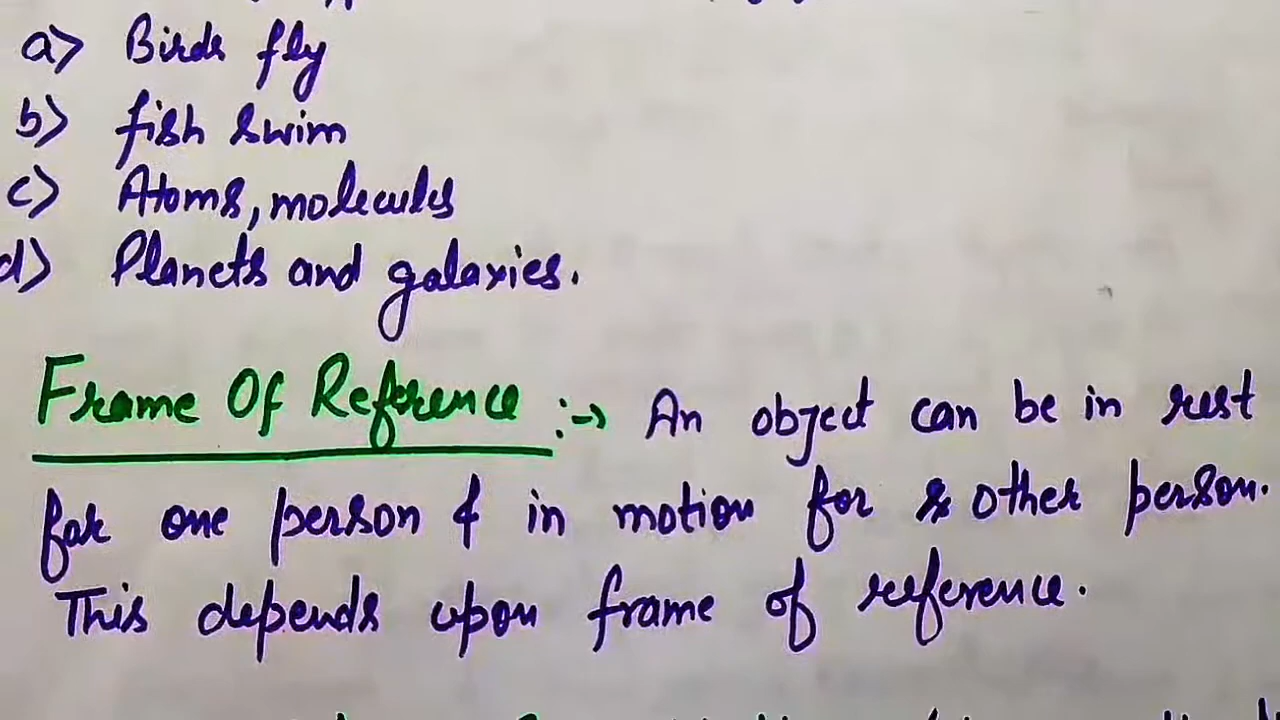 a) Birds fly
b) fish swim
c) Atoms, molecules
d) Planets and galaxies.
Frame Of Reference :→ An object can be in rest
for one person & in motion for other person.
This depends upon frame of reference.